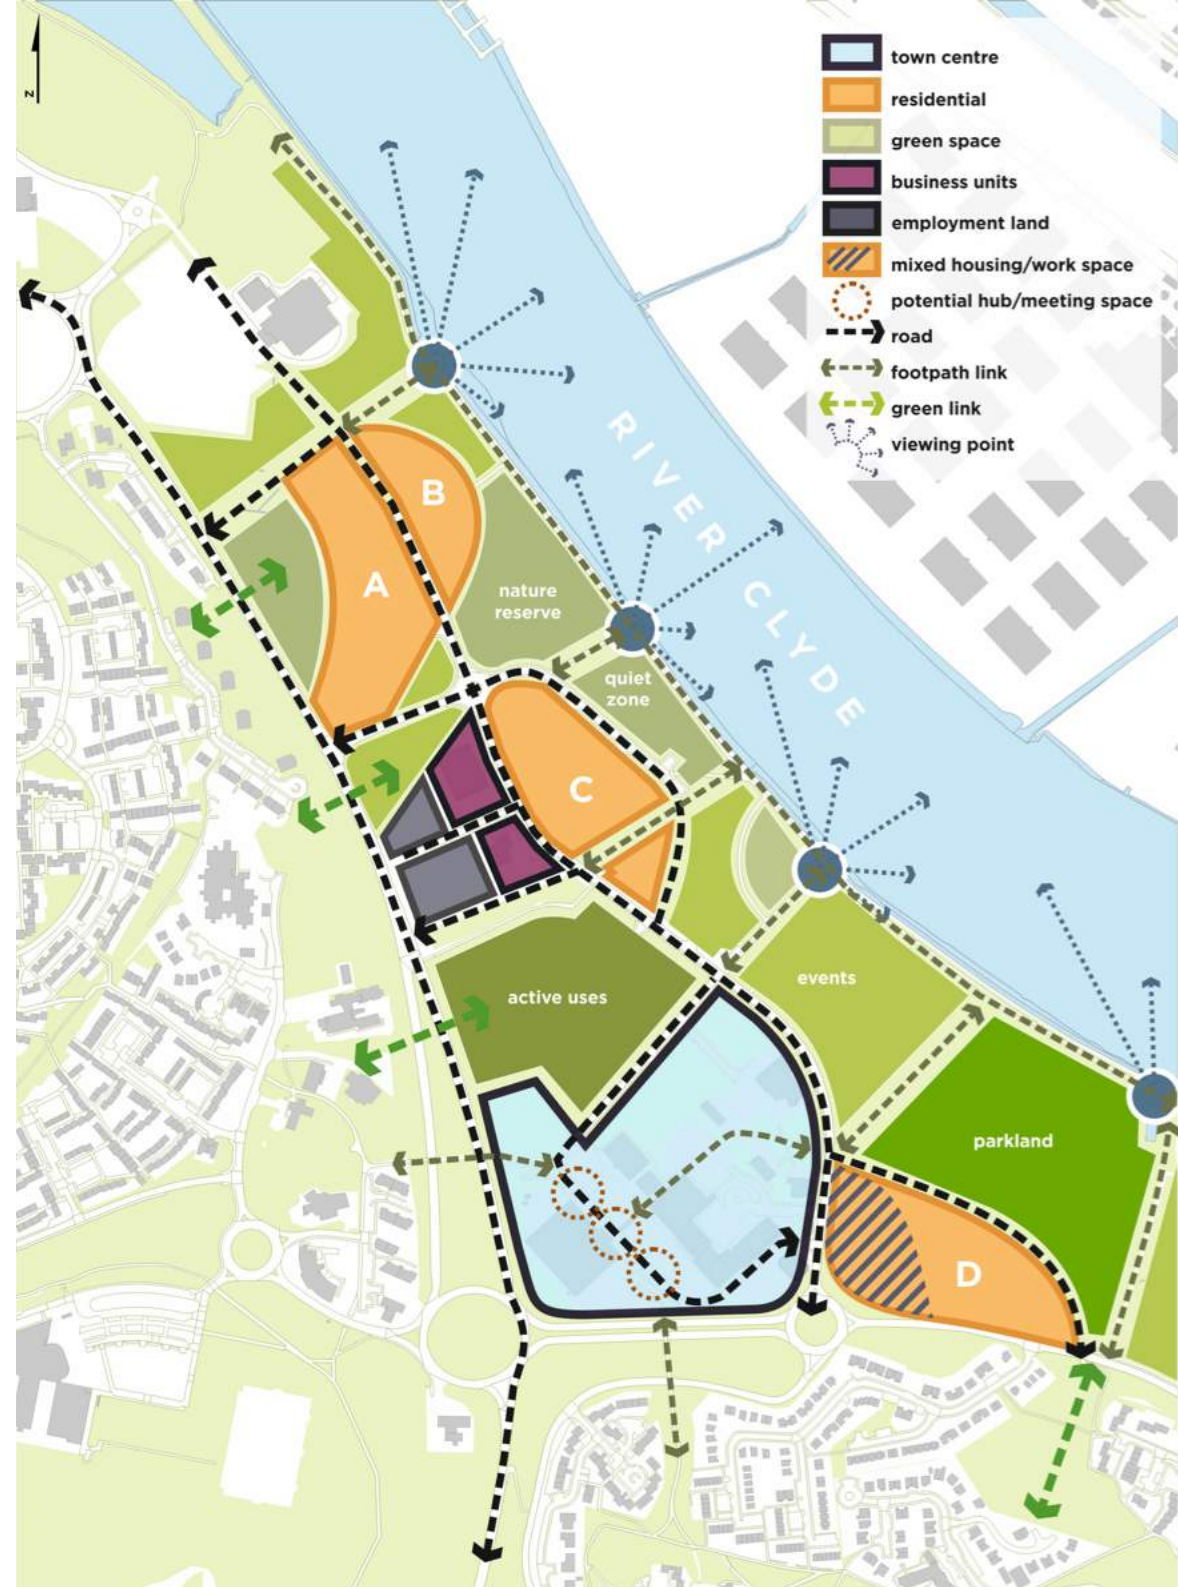 N
town centre
residential
green space
business units
employment land
mixed housing/work space
potential hub/meeting space
road
footpath link
green link
viewing point
RIVER CLYDE
B
A
nature
reserve
quiet
zone
C
events
active uses
parkland
D